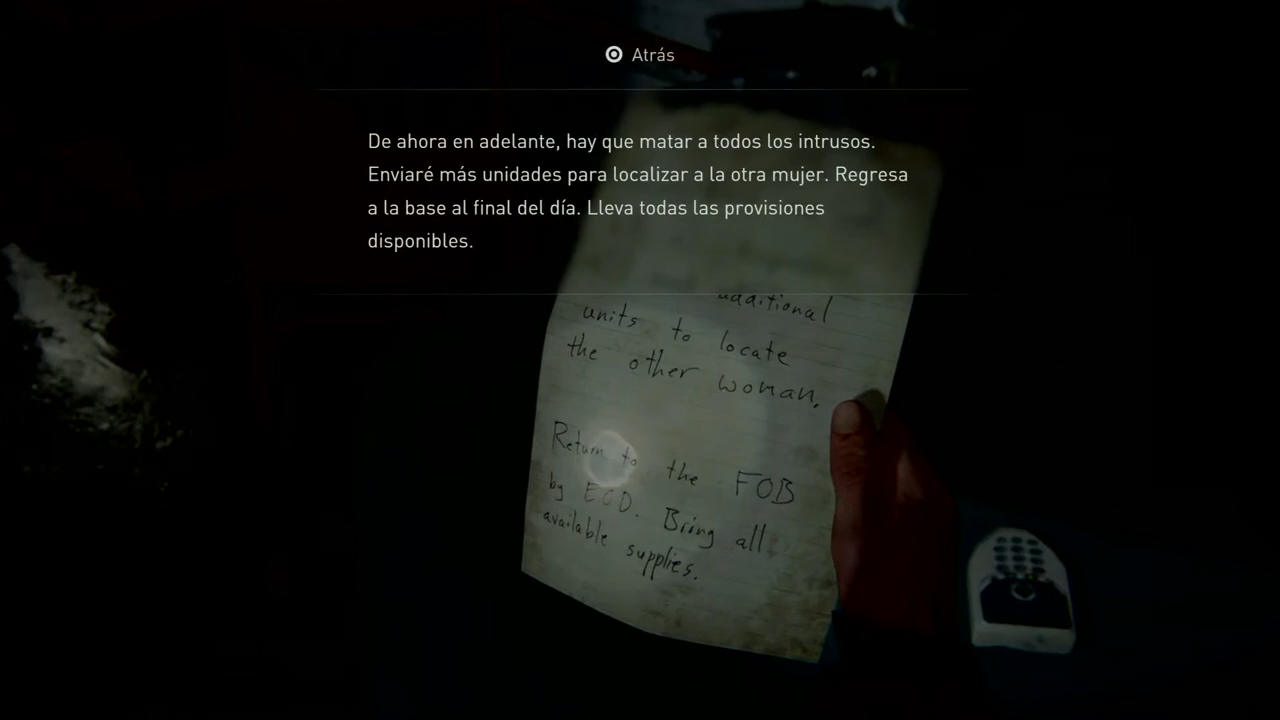 Atrás
De ahora en adelante, hay que matar a todos los intrusos.
Enviaré más unidades para localizar a la otra mujer. Regresa
a la base al final del día. Lleva todas las provisiones
disponibles.
additional
units to locate
the other woman.
Return to the FOB
by EOD. Bring all
available supplies.